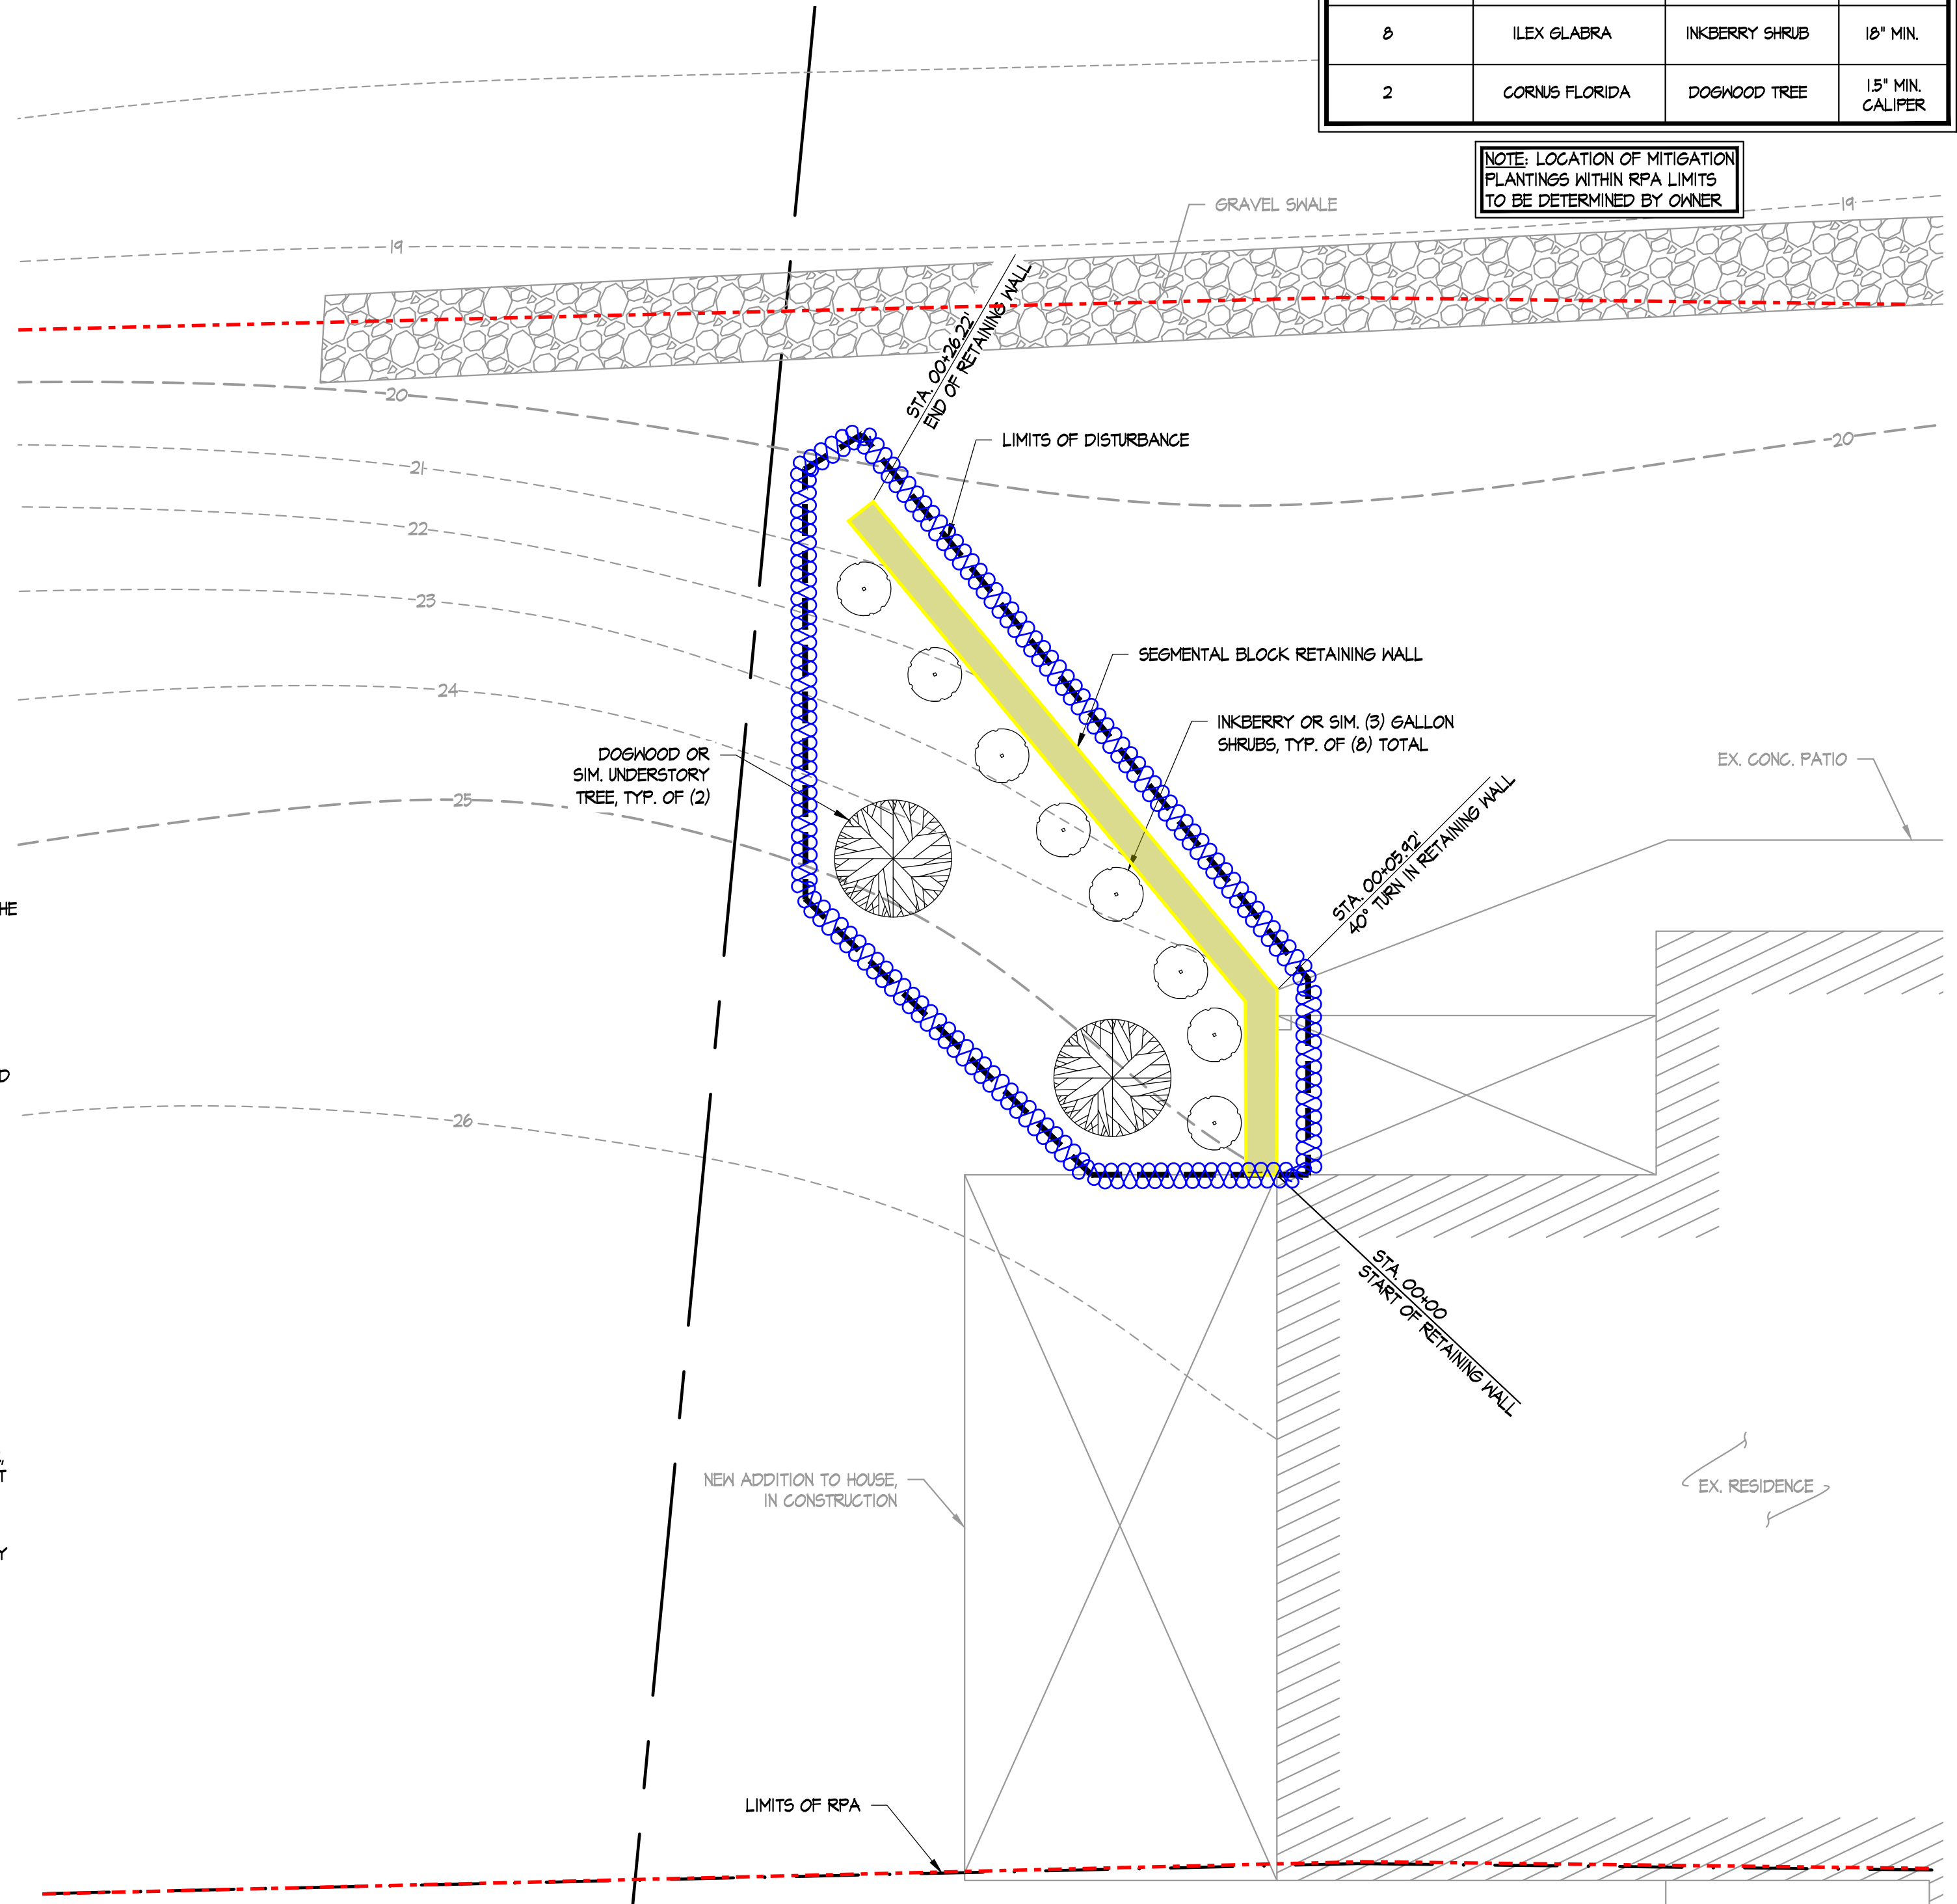 8 ILEX GLABRA INKBERRY SHRUB 18" MIN.
2 CORNUS FLORIDA DOGWOOD TREE 1.5" MIN.
CALIPER
NOTE: LOCATION OF MITIGATION
PLANTINGS WITHIN RPA LIMITS
TO BE DETERMINED BY OWNER
GRAVEL SWALE
19
19
STA. 00+26.22'
END OF RETAINING WALL
20
20
LIMITS OF DISTURBANCE
21
22
23
SEGMENTAL BLOCK RETAINING WALL
24
INKBERRY OR SIM. (3) GALLON
SHRUBS, TYP. OF (8) TOTAL
DOGWOOD OR
SIM. UNDERSTORY
TREE, TYP. OF (2)
EX. CONC. PATIO
25
STA. 00+05.92'
40° TURN IN RETAINING WALL
HE
D
26
STA. 00+00
START OF RETAINING WALL
T
NEW ADDITION TO HOUSE,
IN CONSTRUCTION
EX. RESIDENCE
Y
LIMITS OF RPA